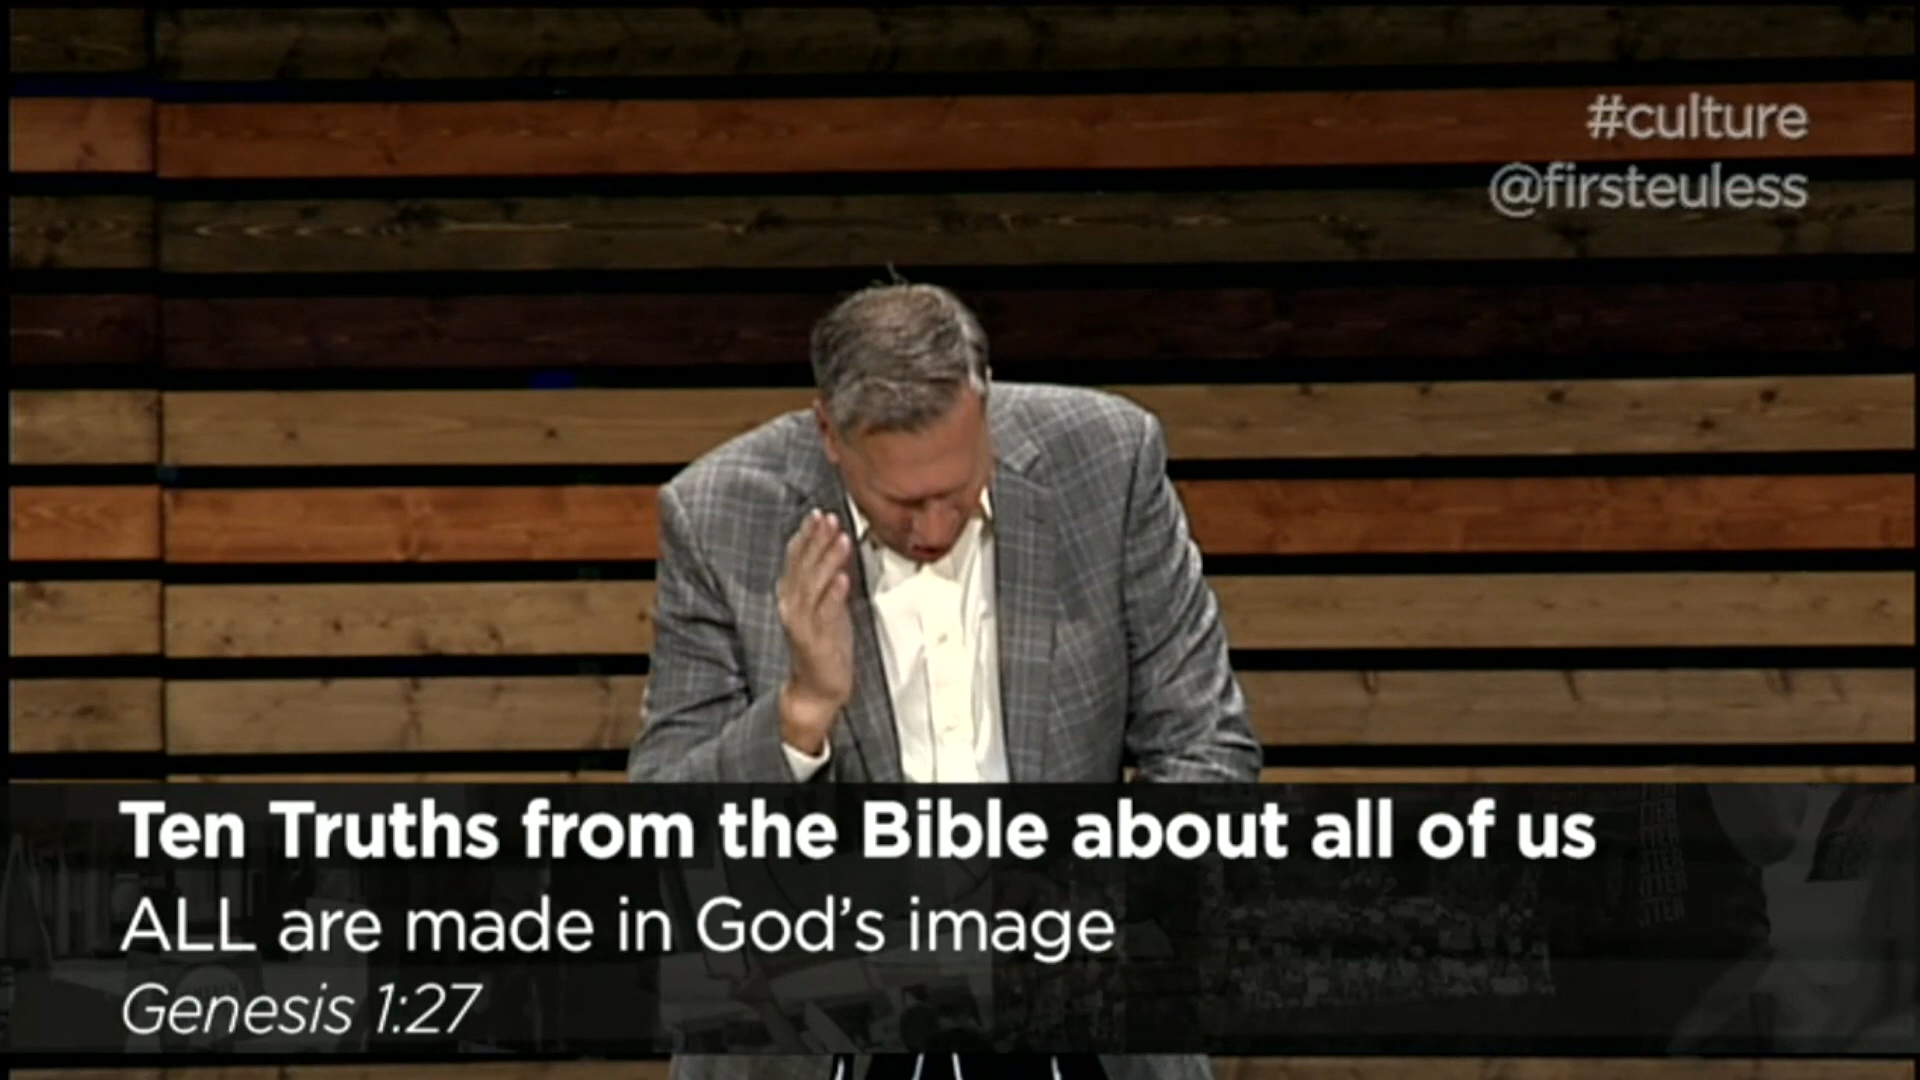 #culture
@firsteuless
Ten Truths from the Bible about all of us
ALL are made in God's image
Genesis 1:27